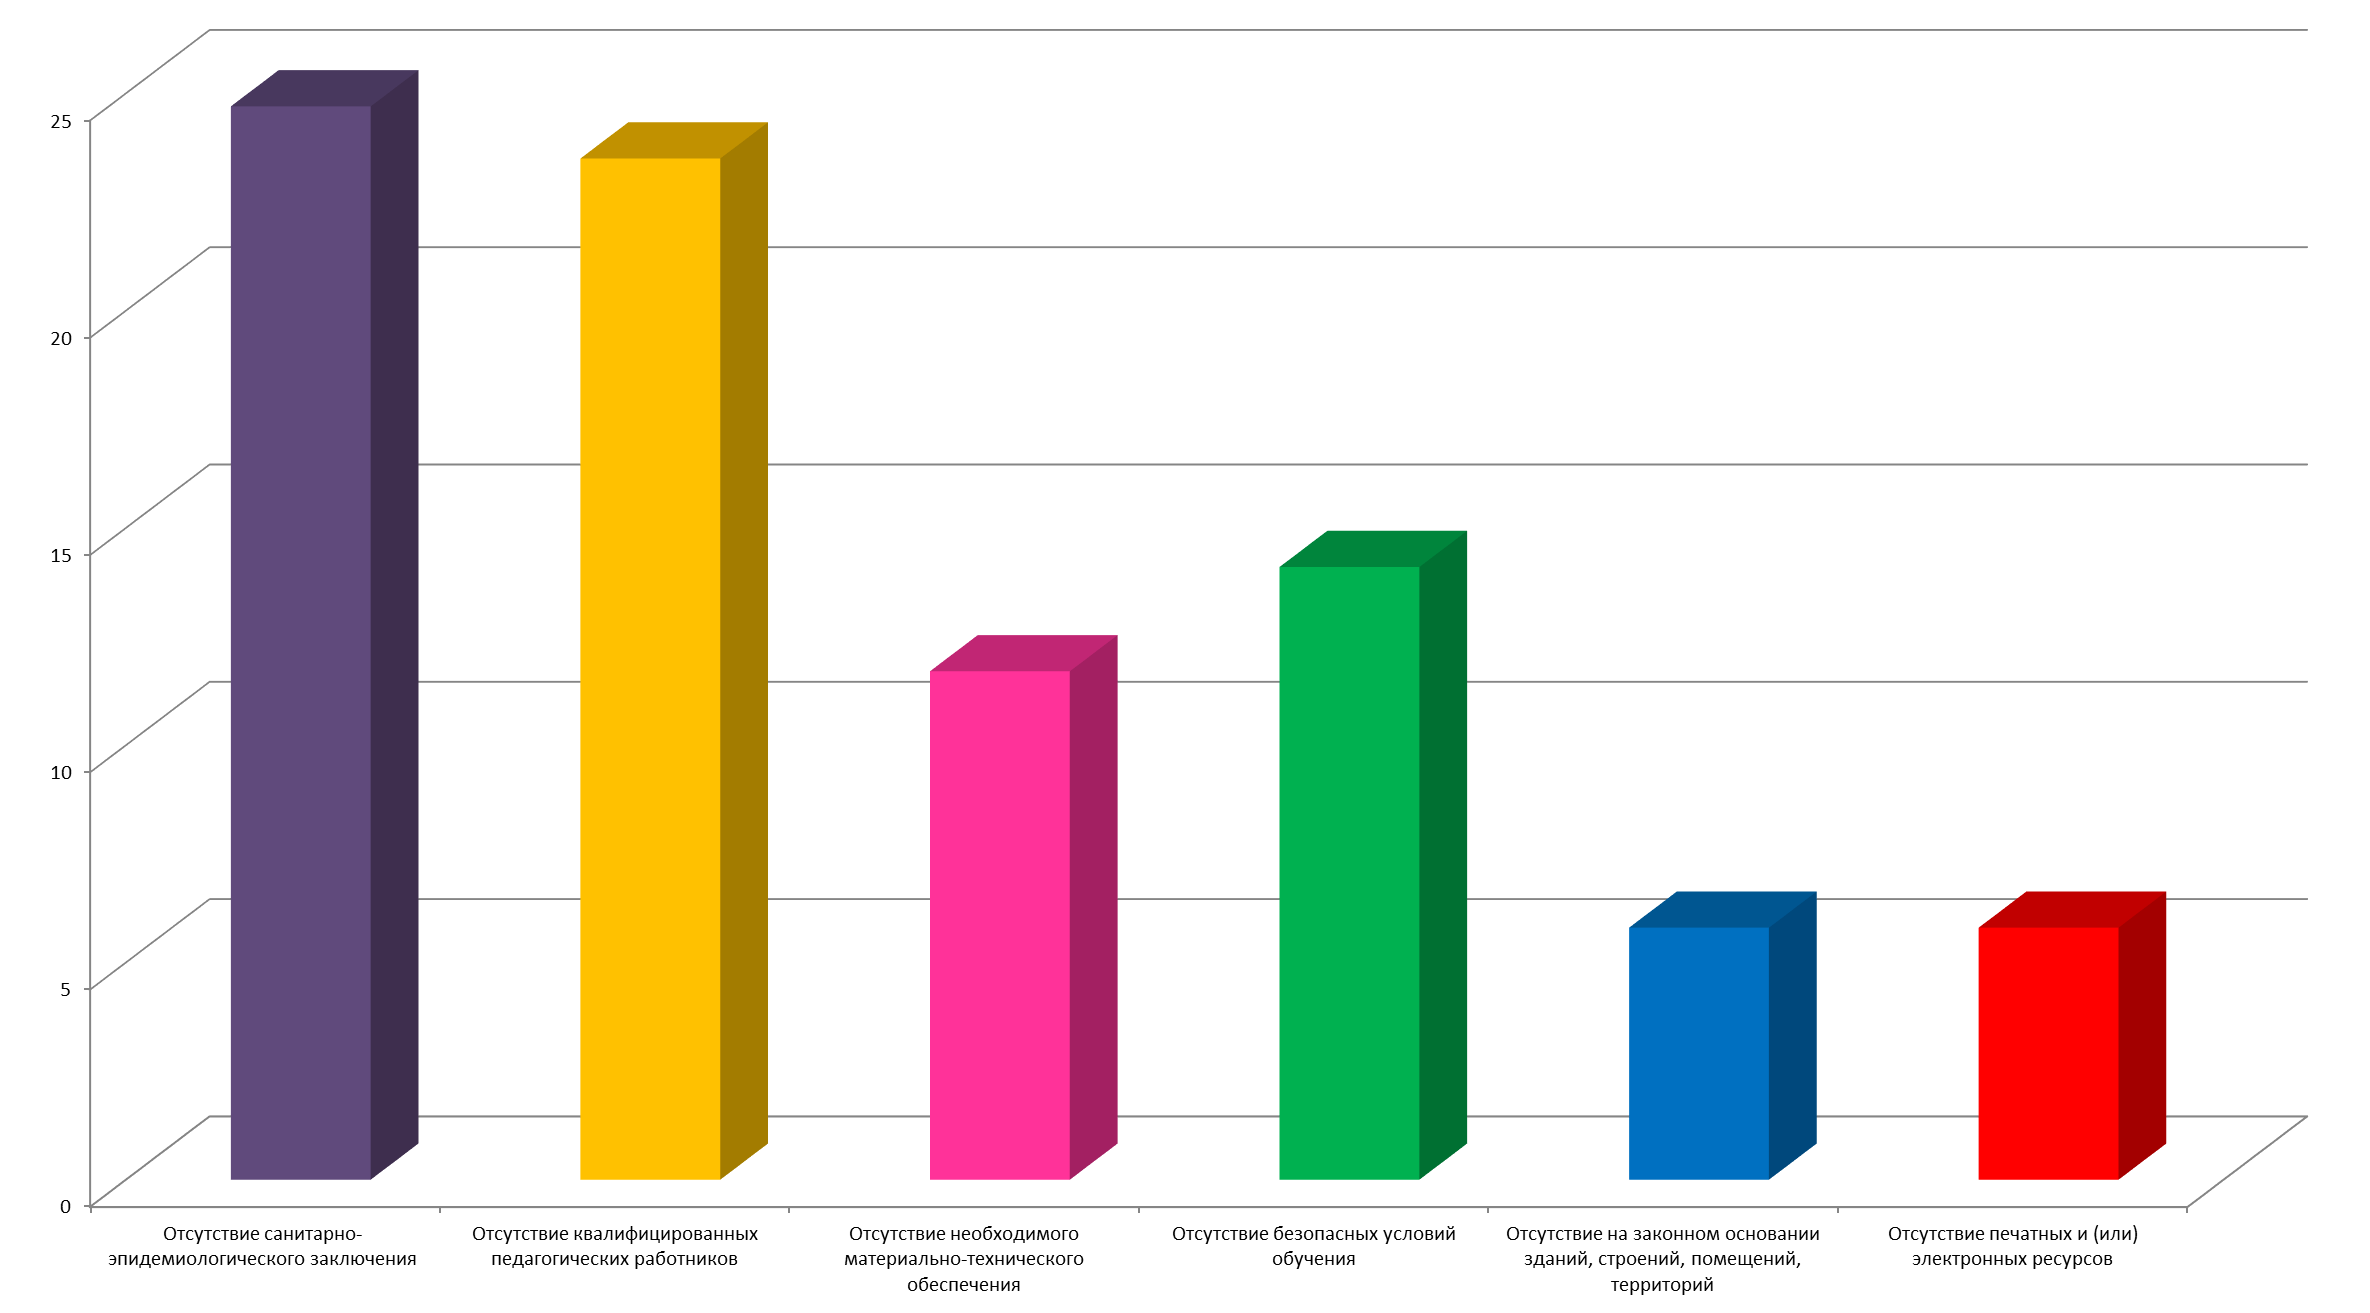 25
20
15
10
5
0
Отсутствие санитарно-
эпидемиологического заключения
Отсутствие квалифицированных
педагогических работников
Отсутствие необходимого
материально-технического
обеспечения
Отсутствие безопасных условий
обучения
Отсутствие на законном основании
зданий, строений, помещений,
территорий
Отсутствие печатных и (или)
электронных ресурсов